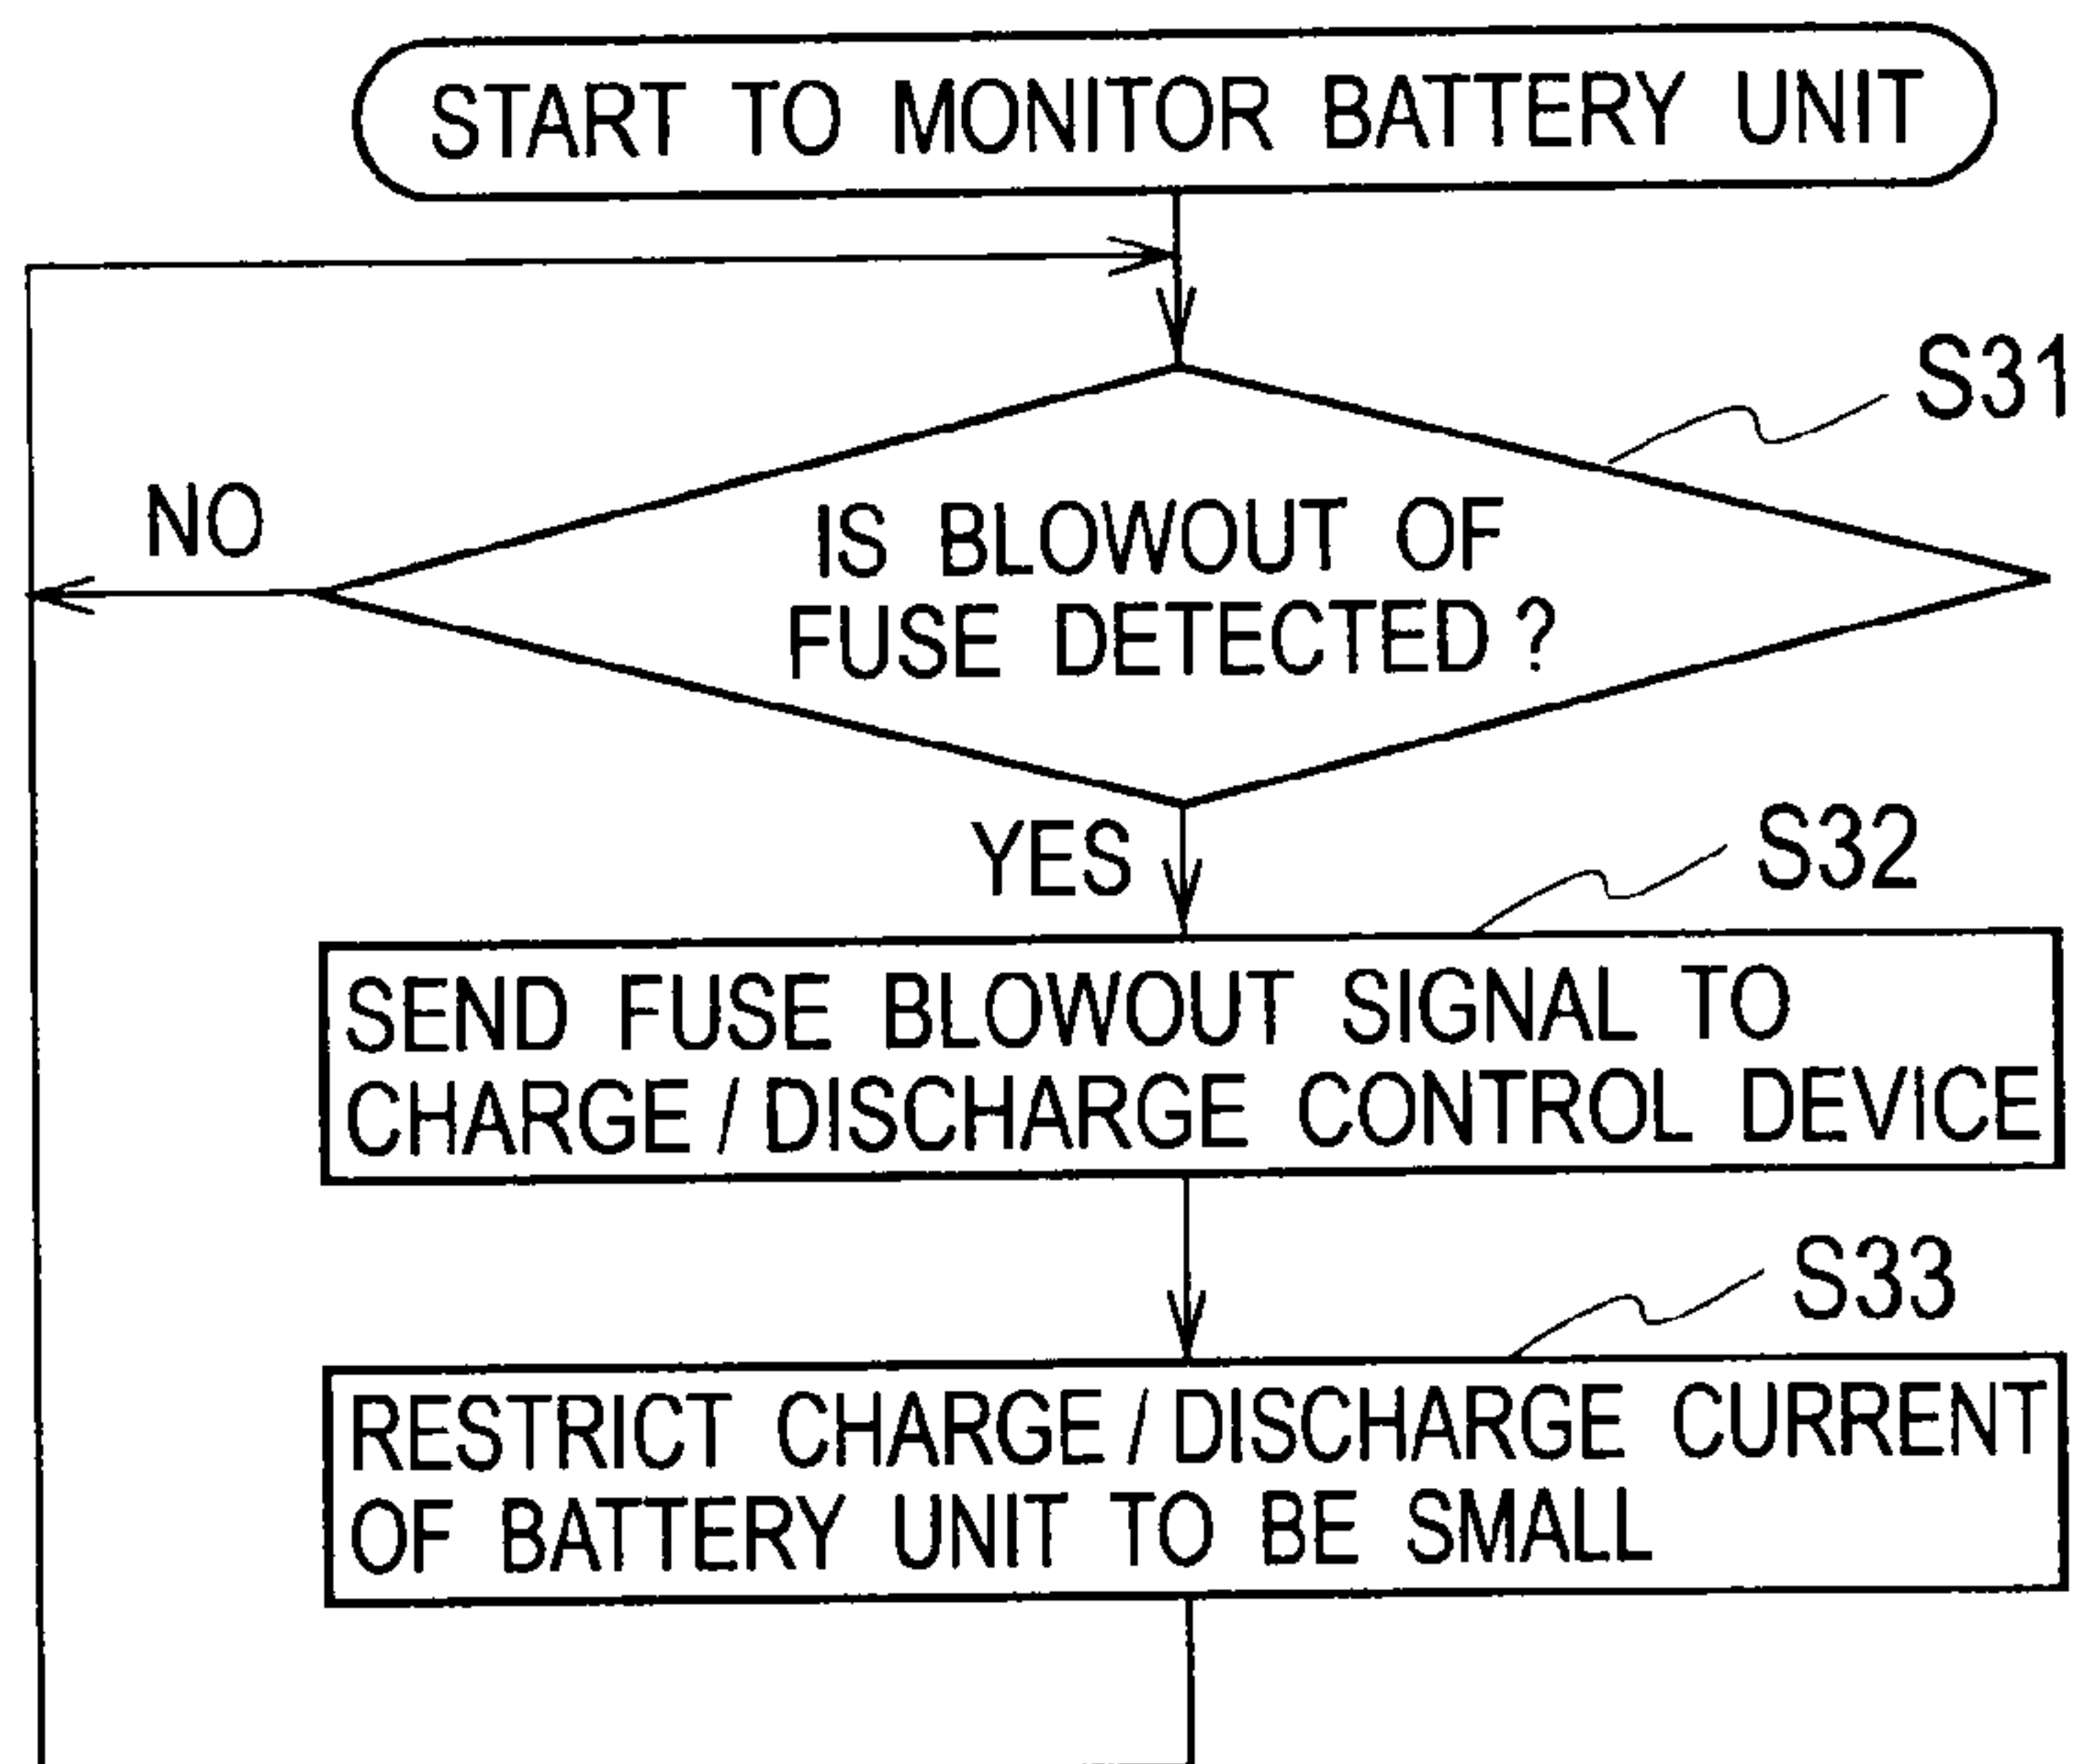 START TO MONITOR BATTERY UNIT
S31
NO
IS BLOWOUT OF
FUSE DETECTED ?
YES
S32
SEND FUSE BLOWOUT SIGNAL TO
CHARGE / DISCHARGE CONTROL DEVICE
S33
RESTRICT CHARGE / DISCHARGE CURRENT
OF BATTERY UNIT TO BE SMALL